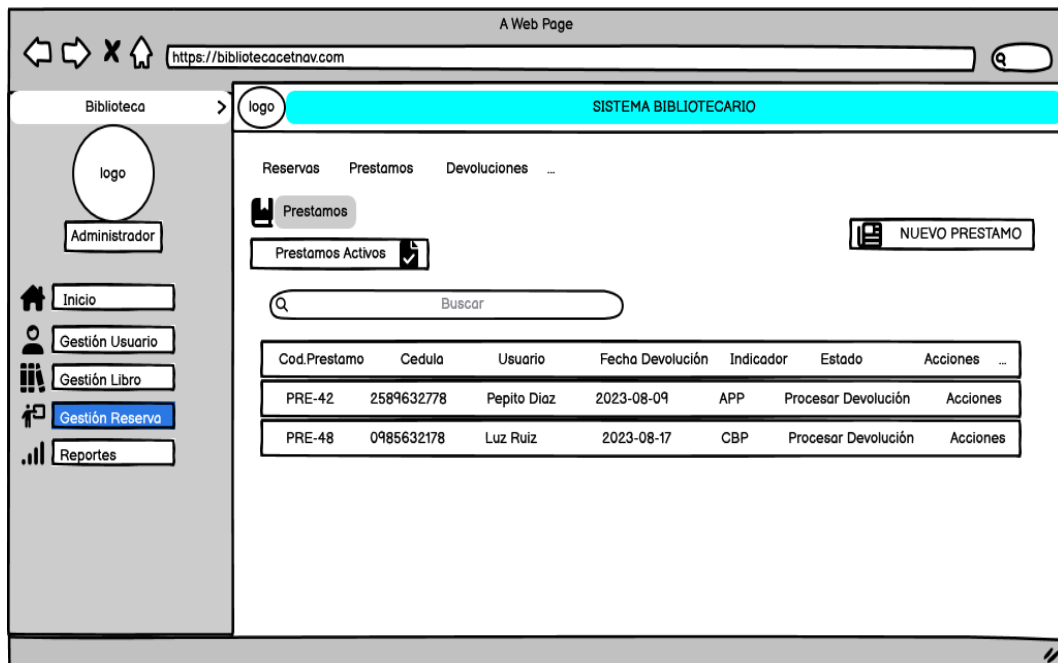 A Web Page
https://bibliotecacetnav.com
Biblioteca
logo
SISTEMA BIBLIOTECARIO
logo
Administrador
Inicio
Gestión Usuario
Gestión Libro
Gestión Reserva
Reportes
Reservas Prestamos Devoluciones ...
Prestamos
NUEVO PRESTAMO
Prestamos Activos
Buscar
Cod.Prestamo Cedula Usuario Fecha Devolución Indicador Estado Acciones ...
PRE-42 2589632778 Pepito Diaz 2023-08-09 APP Procesar Devolución Acciones
PRE-48 0985632178 Luz Ruiz 2023-08-17 CBP Procesar Devolución Acciones